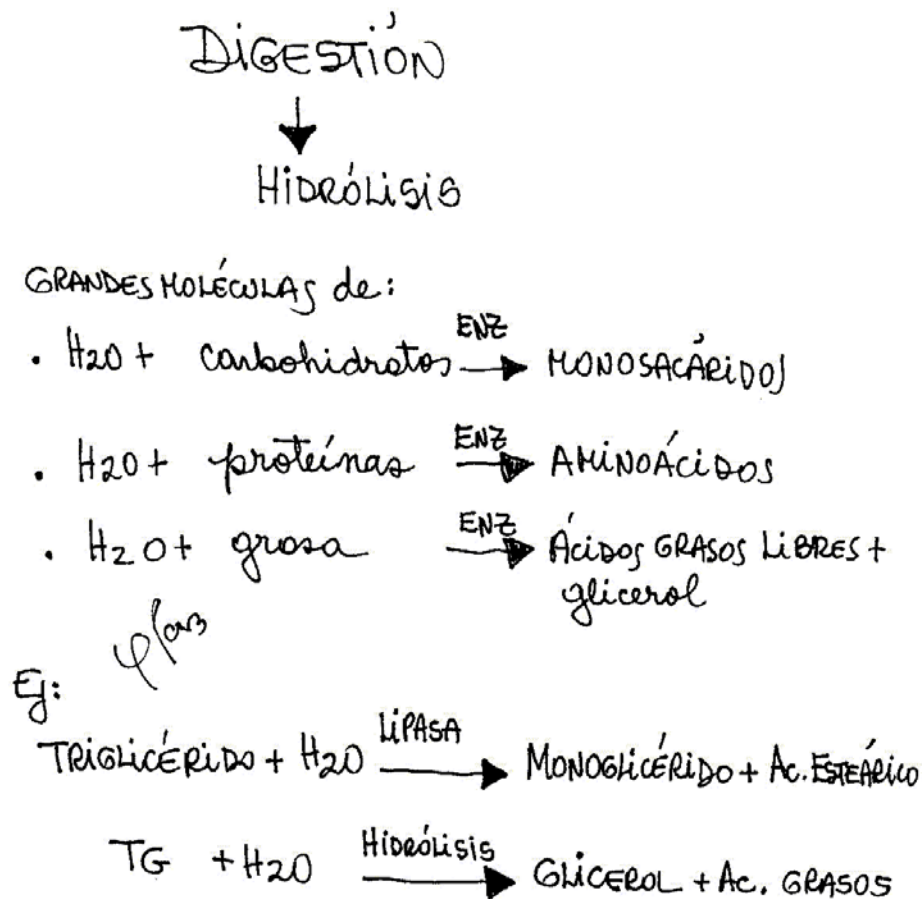 DIGESTIÓN
HIDRÓLISIS
GRANDES MOLÉCULAS de:
. H2O + carbohidratos ENZ → MONOSACÁRIDOS
. H2O + proteínas ENZ → AMINOÁCIDOS
. H2O + grasa ENZ → ÁCIDOS GRASOS LIBRES +
glicerol
Ej:
TRIGLICÉRIDO + H2O LIPASA → MONOGLICÉRIDO + Ac. ESTEÁRICO
TG + H2O HIDRÓLISIS → GLICEROL + Ac. GRASOS